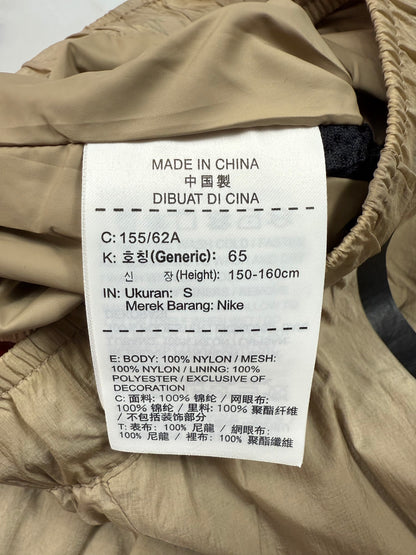 MADE IN CHINA
中国製
DIBUAT DI CINA
C: 155/62A
K: 호칭(Generic): 65
신 장(Height): 150-160cm
IN: Ukuran: S
Merek Barang: Nike
E: BODY: 100% NYLON / MESH:
100% NYLON / LINING: 100%
POLYESTER / EXCLUSIVE OF
DECORATION
C: 面料: 100% 锦纶 / 网眼布:
100% 锦纶 / 里料: 100% 聚酯纤维
/ 不包括装饰部分
T: 表布: 100% 尼龍 / 網眼布:
100% 尼龍 / 裡布: 100% 聚酯纖維